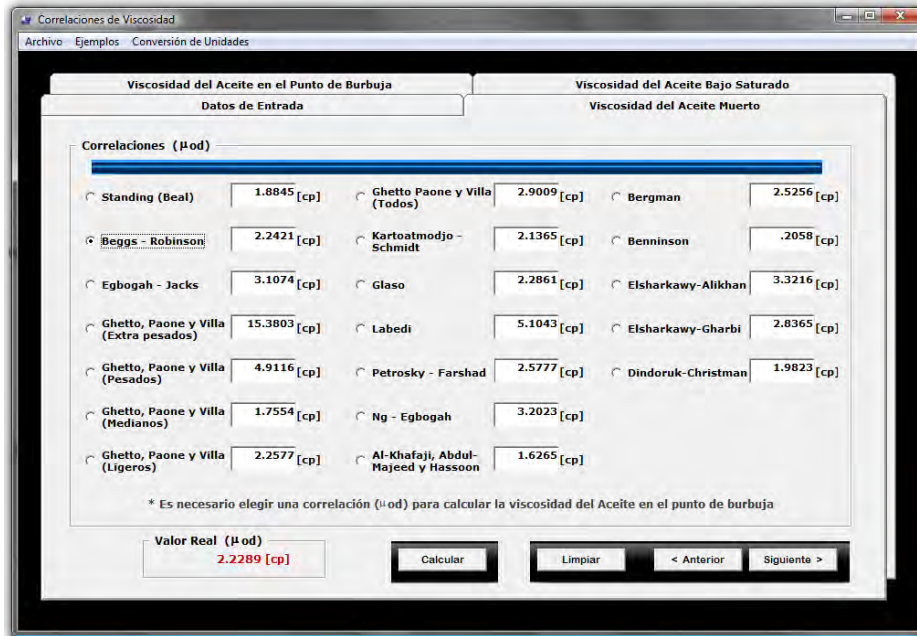 Correlaciones de Viscosidad
Archivo Ejemplos Conversión de Unidades
Viscosidad del Aceite en el Punto de Burbuja
Viscosidad del Aceite Bajo Saturado
Datos de Entrada
Viscosidad del Aceite Muerto
Correlaciones (μod)
Standing (Beal) 1.8845 [cp]
Beggs - Robinson 2.2421 [cp]
Egbogah - Jacks 3.1074 [cp]
Ghetto, Paone y Villa
(Extra pesados) 15.3803 [cp]
Ghetto, Paone y Villa
(Pesados) 4.9116 [cp]
Ghetto, Paone y Villa
(Medianos) 1.7554 [cp]
Ghetto, Paone y Villa
(Ligeros) 2.2577 [cp]
Ghetto Paone y Villa
(Todos) 2.9009 [cp]
Kartoatmodjo -
Schmidt 2.1365 [cp]
Glaso 2.2861 [cp]
Labedi 5.1043 [cp]
Petrosky - Farshad 2.5777 [cp]
Ng - Egbogah 3.2023 [cp]
Al-Khafaji, Abdul-
Majeed y Hassoon 1.6265 [cp]
Bergman 2.5256 [cp]
Benninson .2058 [cp]
Elsharkawy-Alikhan 3.3216 [cp]
Elsharkawy-Gharbi 2.8365 [cp]
Dindoruk-Christman 1.9823 [cp]
* Es necesario elegir una correlación (μod) para calcular la viscosidad del Aceite en el punto de burbuja
Valor Real (μod)
2.2289 [cp]
Calcular
Limpiar
< Anterior
Siguiente >